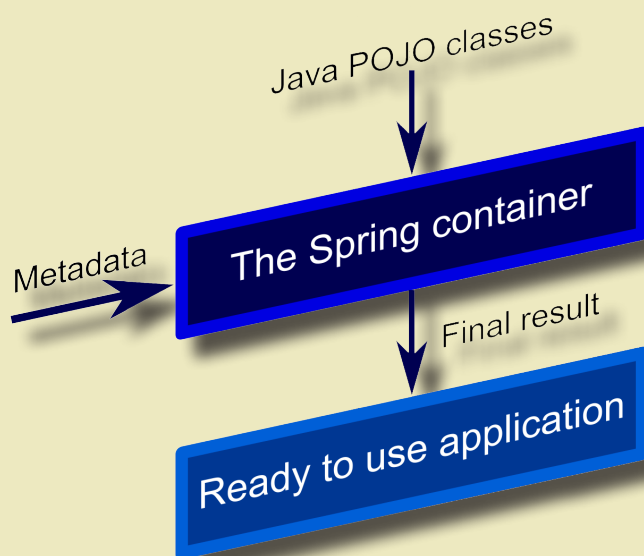 Java POJO classes
The Spring container
Metadata
Final result
Ready to use application